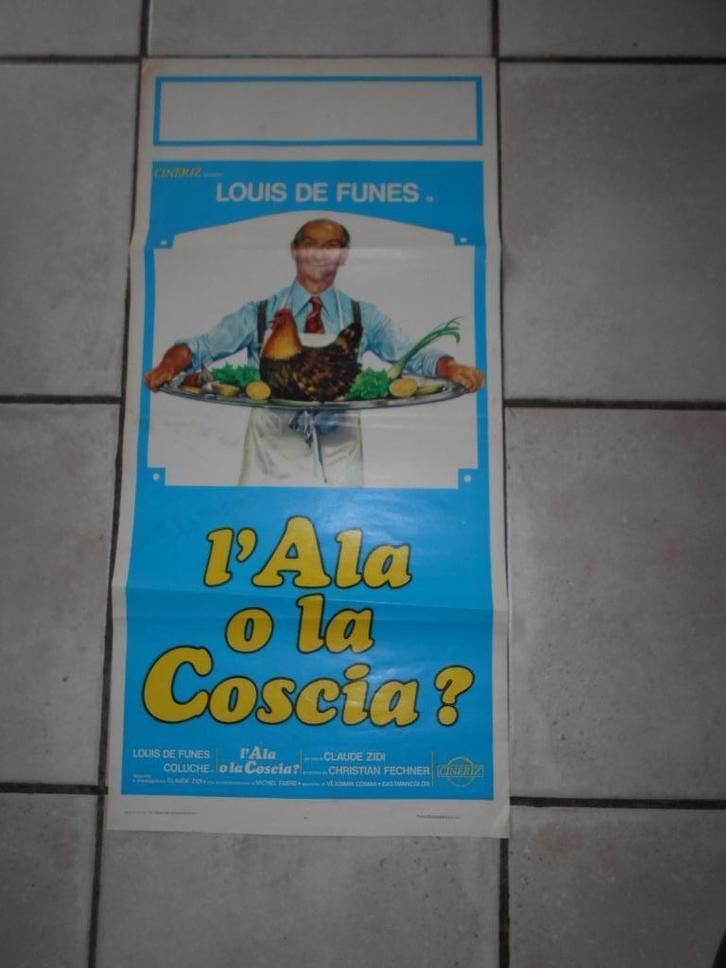 CINERIZ
LOUIS DE FUNES
l'Ala
o la
Coscia?
LOUIS DE FUNES
COLUCHE
l'Ala
o la Coscia?
CLAUDE ZIDI
CHRISTIAN FECHNER
CLAUDE ZIDI
MICHEL FABRE • VLADIMIR COSMA • EASTMANCOLOR
CINERIZ